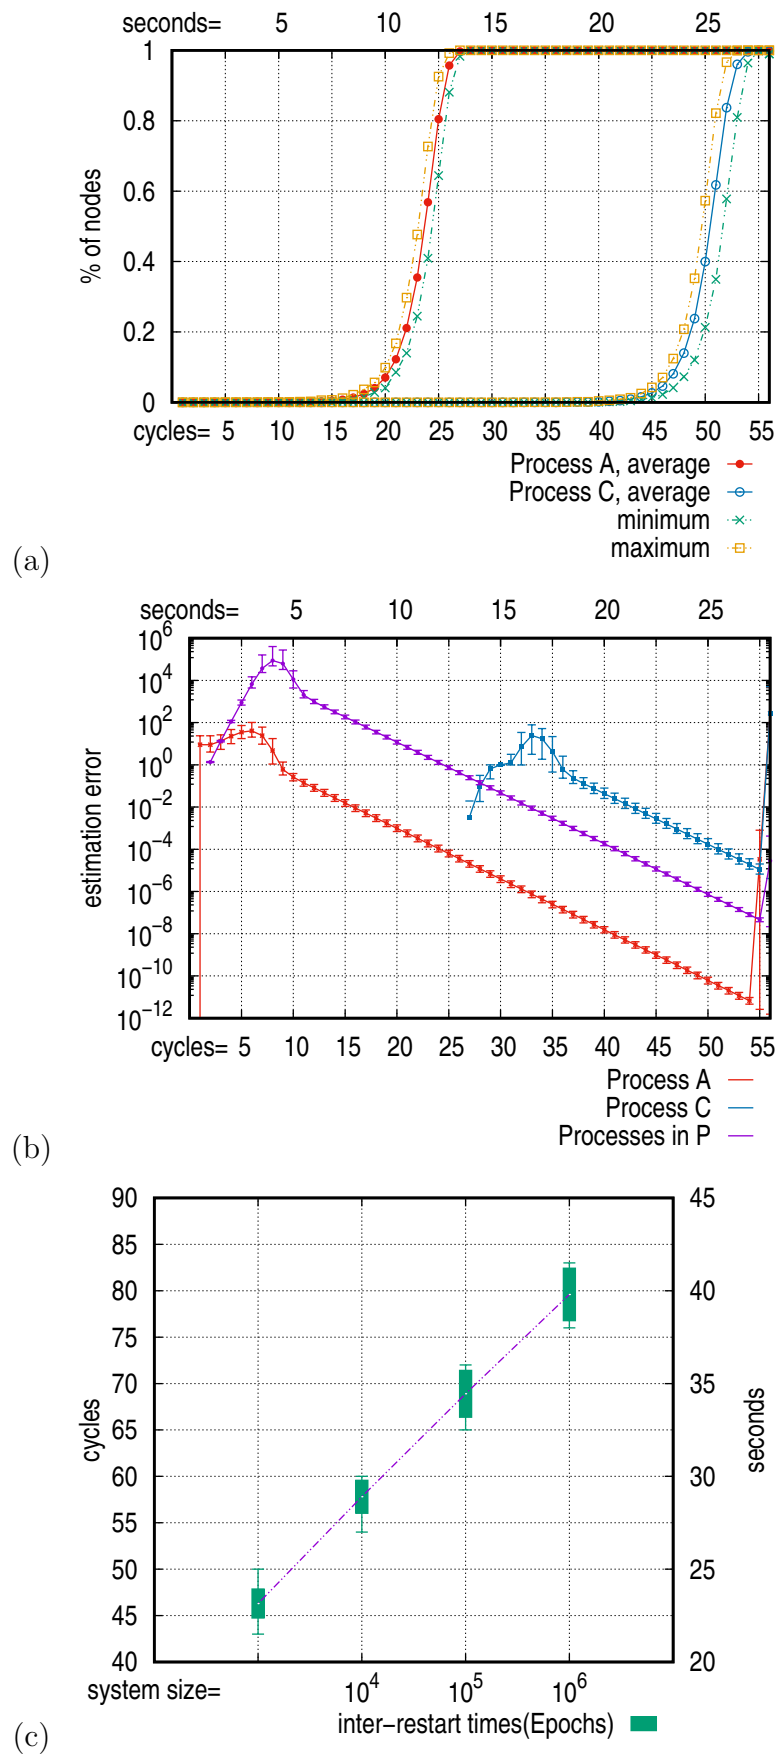 seconds= 5 10 15 20 25
1
0.8
0.6
0.4
0.2
0
% of nodes
cycles= 5 10 15 20 25 30 35 40 45 50 55
Process A, average
Process C, average
minimum
maximum
(a)
seconds= 5 10 15 20 25
10^6
10^4
10^2
10^0
10^-2
10^-4
10^-6
10^-8
10^-10
10^-12
estimation error
cycles= 5 10 15 20 25 30 35 40 45 50 55
Process A
Process C
Processes in P
(b)
90 45
85
80 40
75
70 35
65
60 30
55
50 25
45
40 20
cycles
seconds
system size= 10^4 10^5 10^6
inter-restart times(Epochs)
(c)